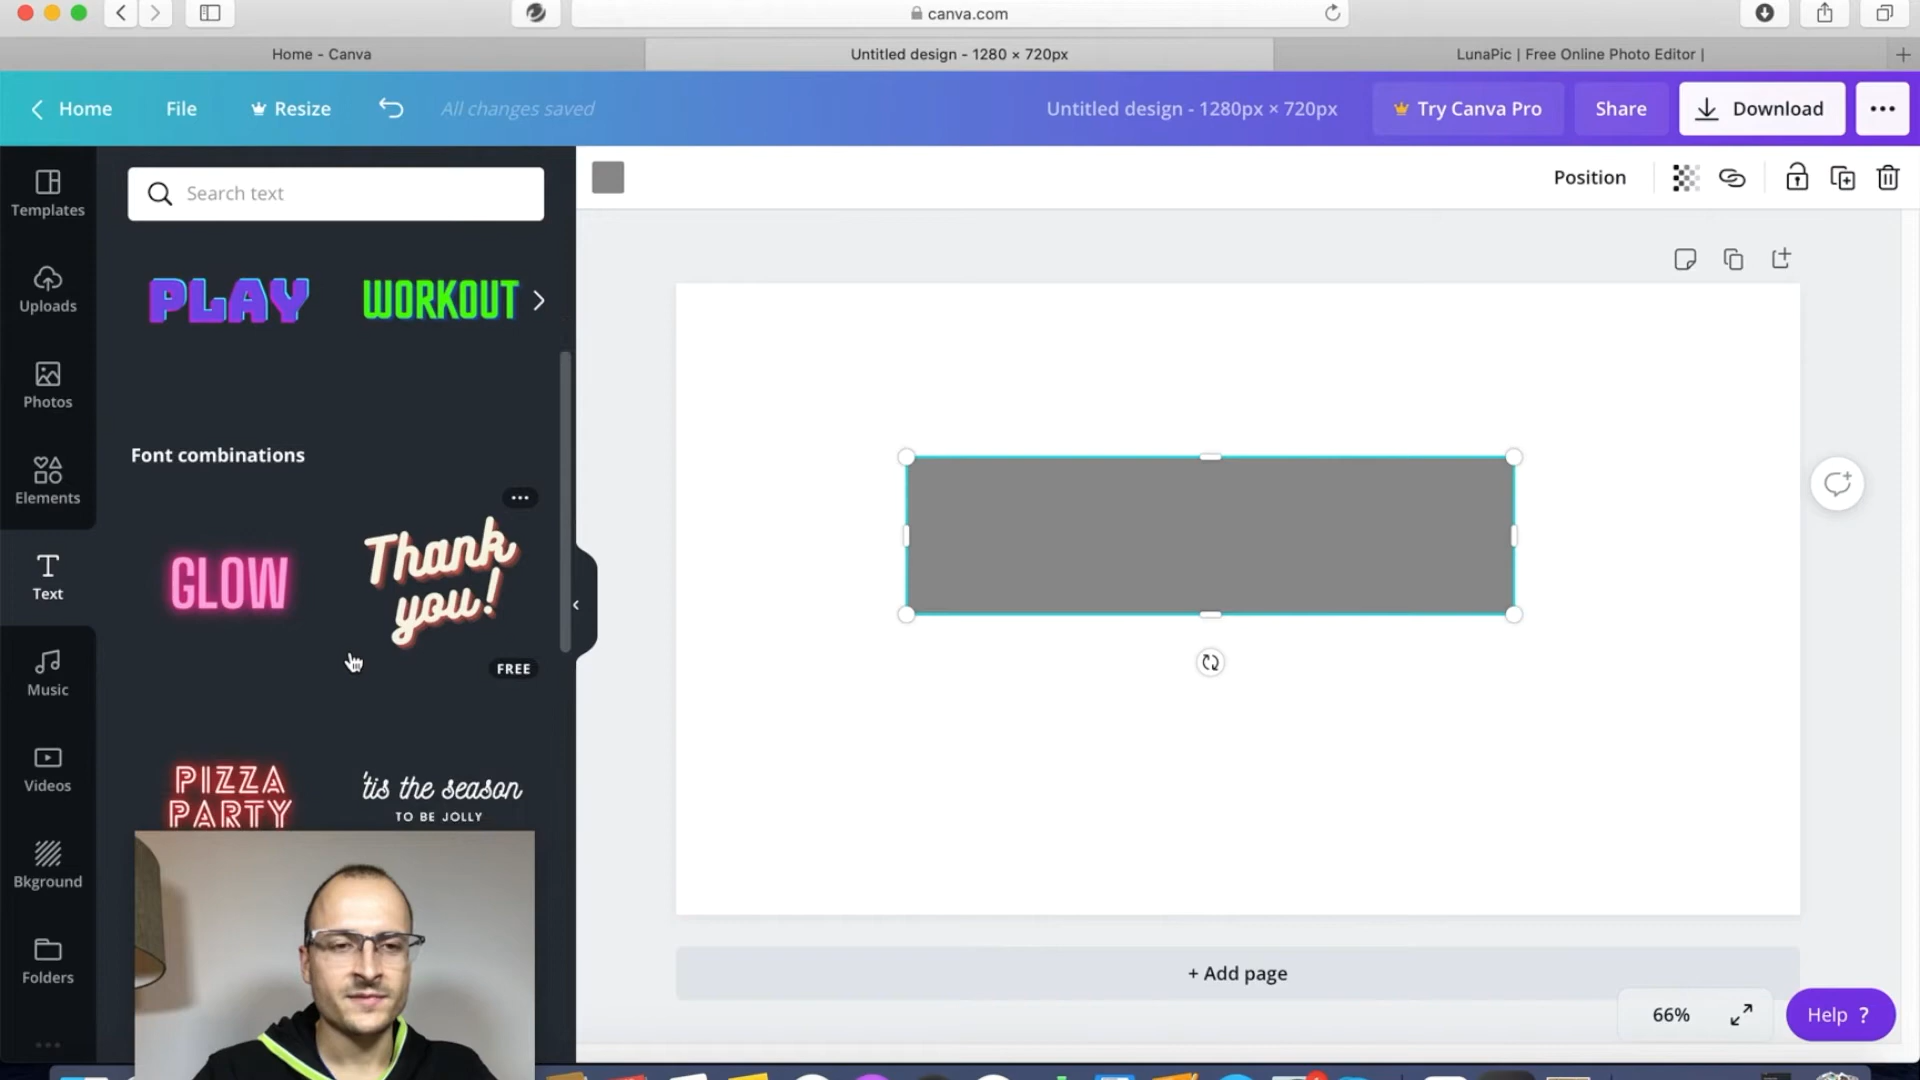 canva.com
Home - Canva
Untitled design - 1280 × 720px
LunaPic | Free Online Photo Editor |
Home
File
Resize
All changes saved
Untitled design - 1280px × 720px
Try Canva Pro
Share
Download
Templates
Uploads
Photos
Elements
Text
Music
Videos
Bkground
Folders
Search text
PLAY
WORKOUT
Font combinations
GLOW
Thank
you!
FREE
PIZZA
PARTY
'tis the season
TO BE JOLLY
Position
+ Add page
66%
Help ?